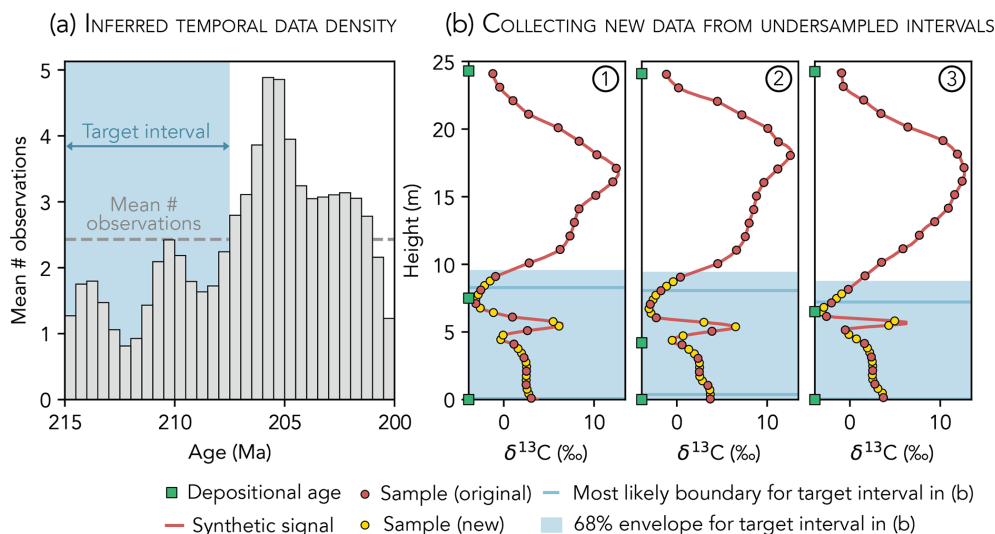 (a) INFERRED TEMPORAL DATA DENSITY
(b) COLLECTING NEW DATA FROM UNDERSAMPLED INTERVALS
Mean # observations
5
4
3
2
1
0
Target interval
Mean #
observations
215
210
205
200
Age (Ma)
Height (m)
25
20
15
10
5
0
1
2
3
0
10
0
10
0
10
δ¹³C (‰)
δ¹³C (‰)
δ¹³C (‰)
Depositional age
Sample (original)
Most likely boundary for target interval in (b)
Synthetic signal
Sample (new)
68% envelope for target interval in (b)